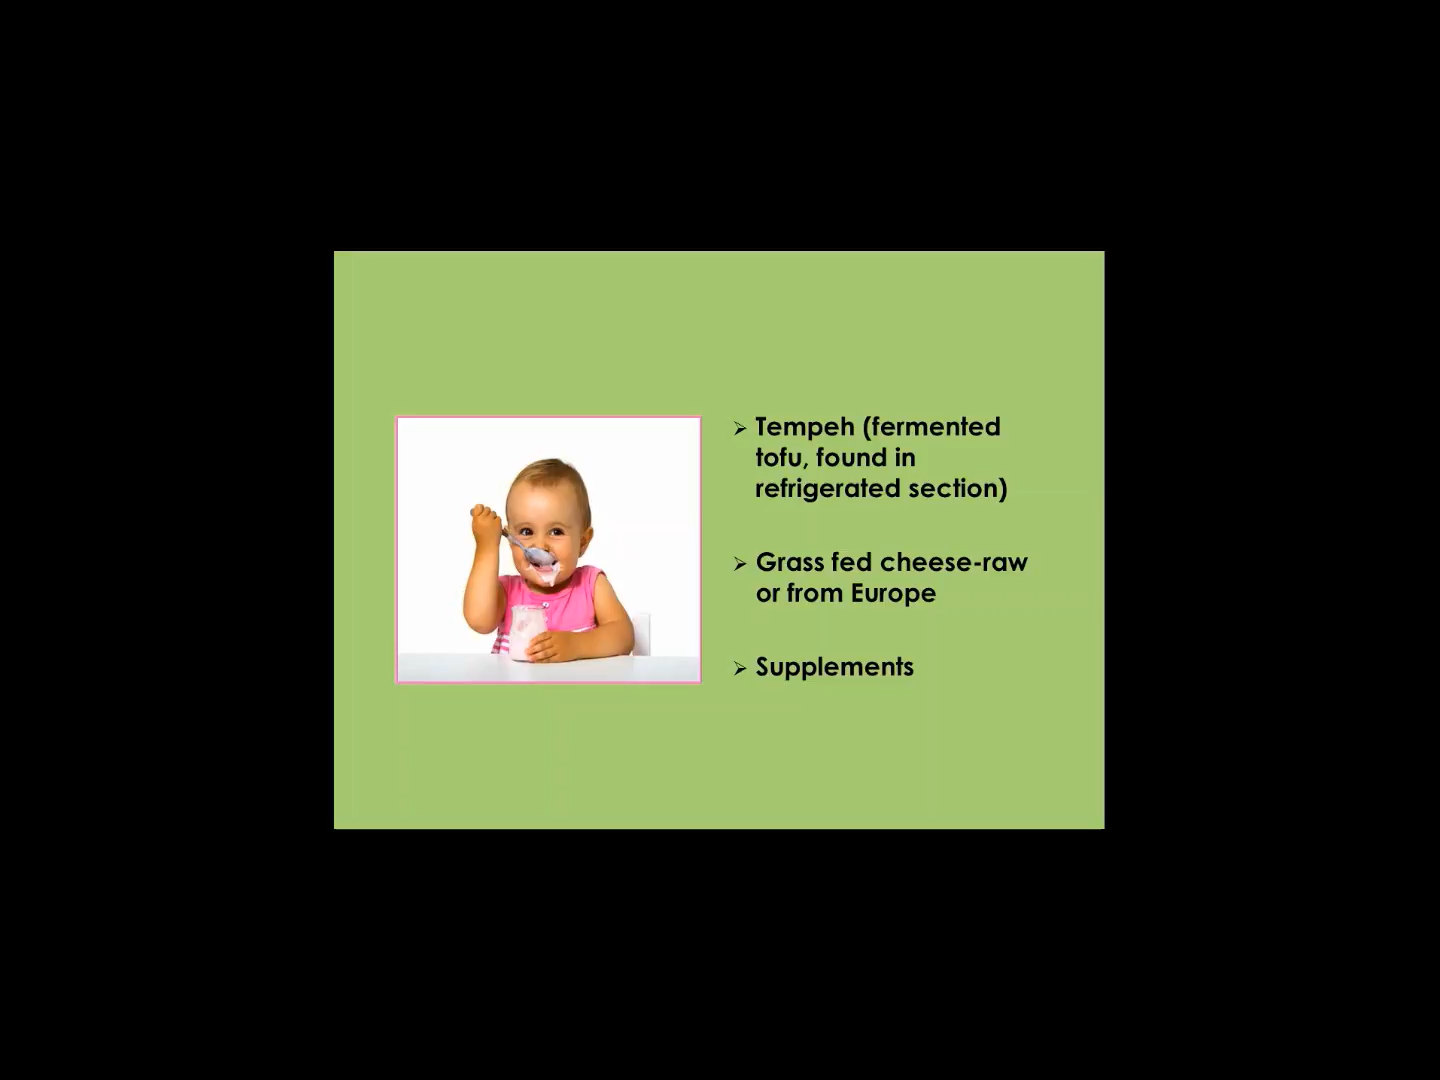 ➢ Tempeh (fermented
tofu, found in
refrigerated section)
➢ Grass fed cheese-raw
or from Europe
➢ Supplements